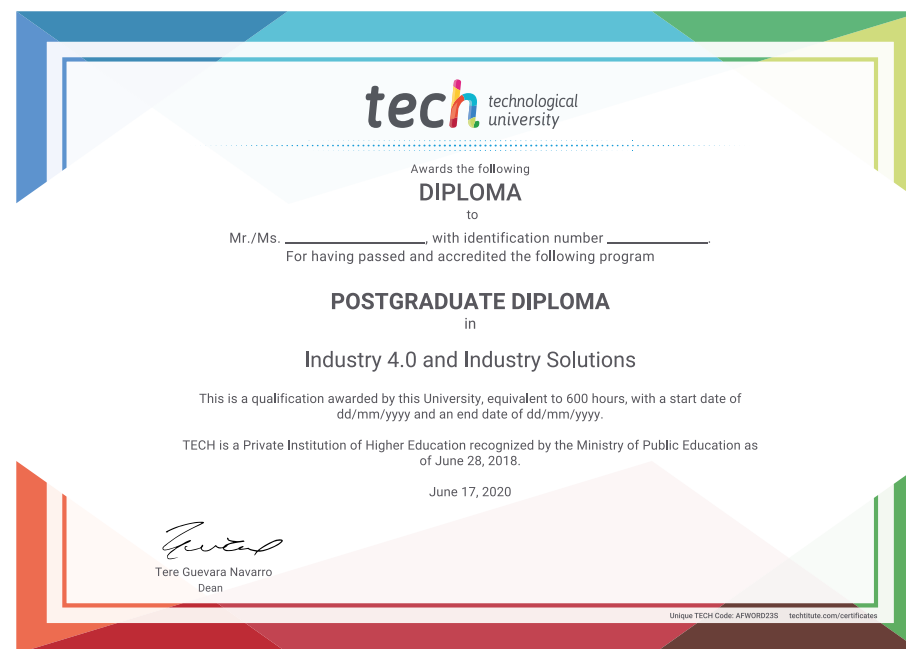 tech technological
university
Awards the following
DIPLOMA
to
Mr./Ms. ____________________, with identification number ______________.
For having passed and accredited the following program
POSTGRADUATE DIPLOMA
in
Industry 4.0 and Industry Solutions
This is a qualification awarded by this University, equivalent to 600 hours, with a start date of
dd/mm/yyyy and an end date of dd/mm/yyyy.
TECH is a Private Institution of Higher Education recognized by the Ministry of Public Education as
of June 28, 2018.
June 17, 2020
Tere Guevara Navarro
Dean
Unique TECH Code: AFWORD23S techtitute.com/certificates